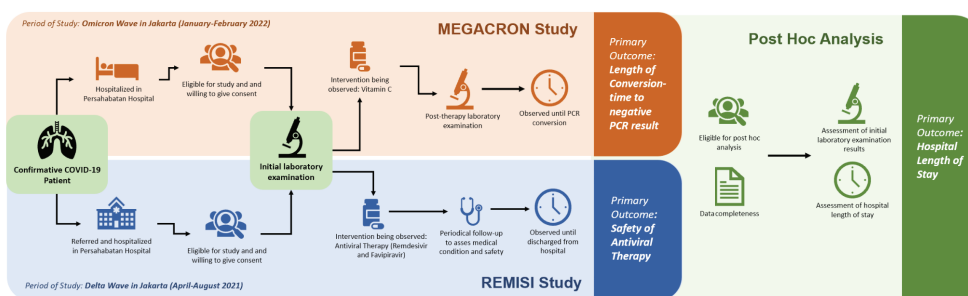 Period of Study: Omicron Wave in Jakarta (January-February 2022)
MEGACRON Study
Hospitalized in
Persahabatan Hospital
Eligible for study and and
willing to give consent
Intervention being
observed: Vitamin C
Post-therapy laboratory
examination
Observed until PCR
conversion
Primary
Outcome:
Length of
Conversion-
time to
negative
PCR result
Confirmative COVID-19
Patient
Initial laboratory
examination
Referred and hospitalized
in Persahabatan Hospital
Eligible for study and and
willing to give consent
Intervention being observed:
Antiviral Therapy (Remdesivir
and Favipiravir)
Periodical follow-up
to asses medical
condition and safety
Observed until
discharged from
hospital
Primary
Outcome:
Safety of
Antiviral
Therapy
Period of Study: Delta Wave in Jakarta (April-August 2021)
REMISI Study
Post Hoc Analysis
Eligible for post hoc
analysis
Data completeness
Assessment of initial
laboratory examination
results
Assessment of hospital
length of stay
Primary
Outcome:
Hospital
Length of
Stay